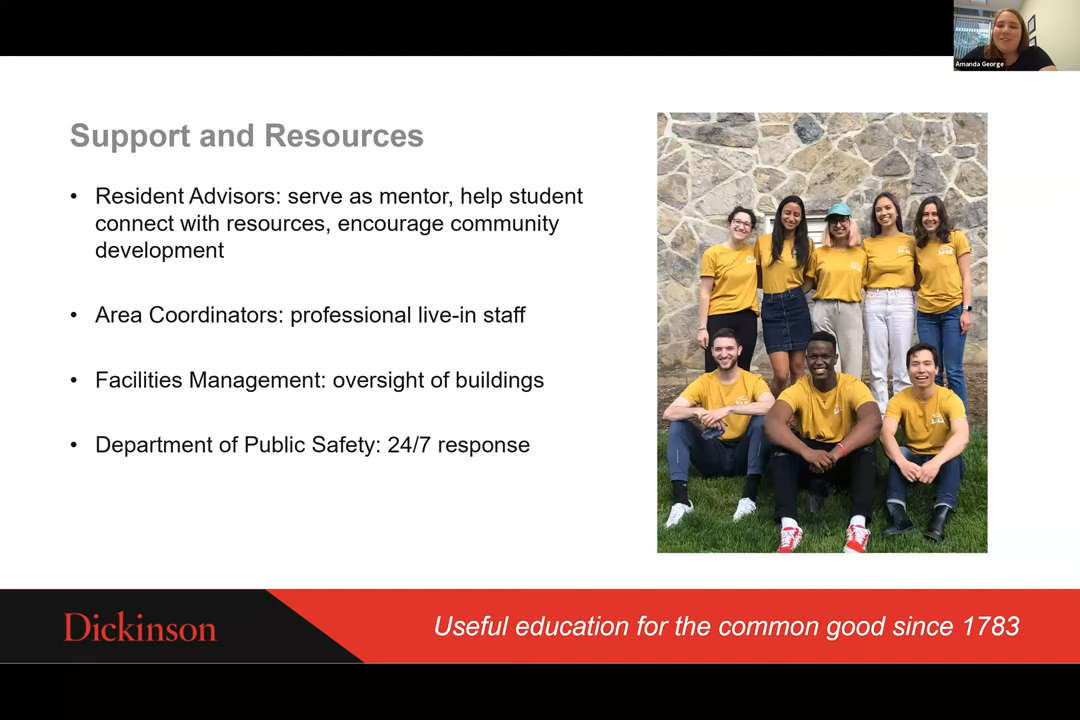 Amanda George
Support and Resources
• Resident Advisors: serve as mentor, help student
connect with resources, encourage community
development
• Area Coordinators: professional live-in staff
• Facilities Management: oversight of buildings
• Department of Public Safety: 24/7 response
Dickinson
Useful education for the common good since 1783